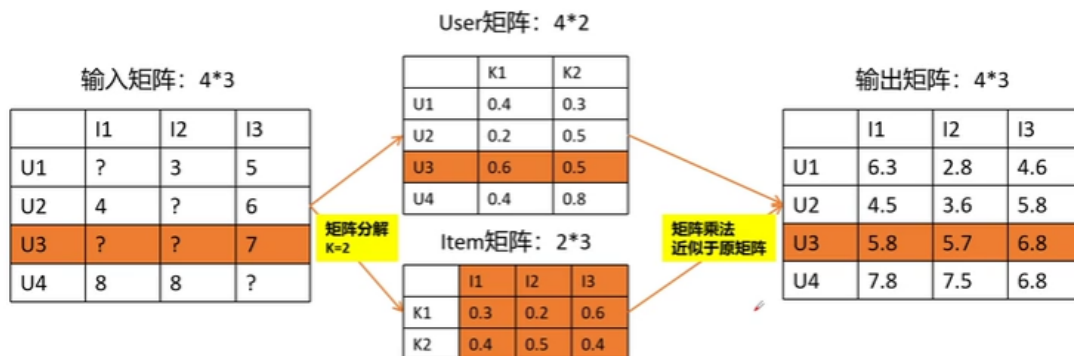 User矩阵：4*2
K1 K2
U1 0.4 0.3
U2 0.2 0.5
U3 0.6 0.5
U4 0.4 0.8
输入矩阵：4*3
I1 I2 I3
U1 ? 3 5
U2 4 ? 6
U3 ? ? 7
U4 8 8 ?
矩阵分解
K=2
Item矩阵：2*3
I1 I2 I3
K1 0.3 0.2 0.6
K2 0.4 0.5 0.4
矩阵乘法
近似于原矩阵
输出矩阵：4*3
I1 I2 I3
U1 6.3 2.8 4.6
U2 4.5 3.6 5.8
U3 5.8 5.7 6.8
U4 7.8 7.5 6.8